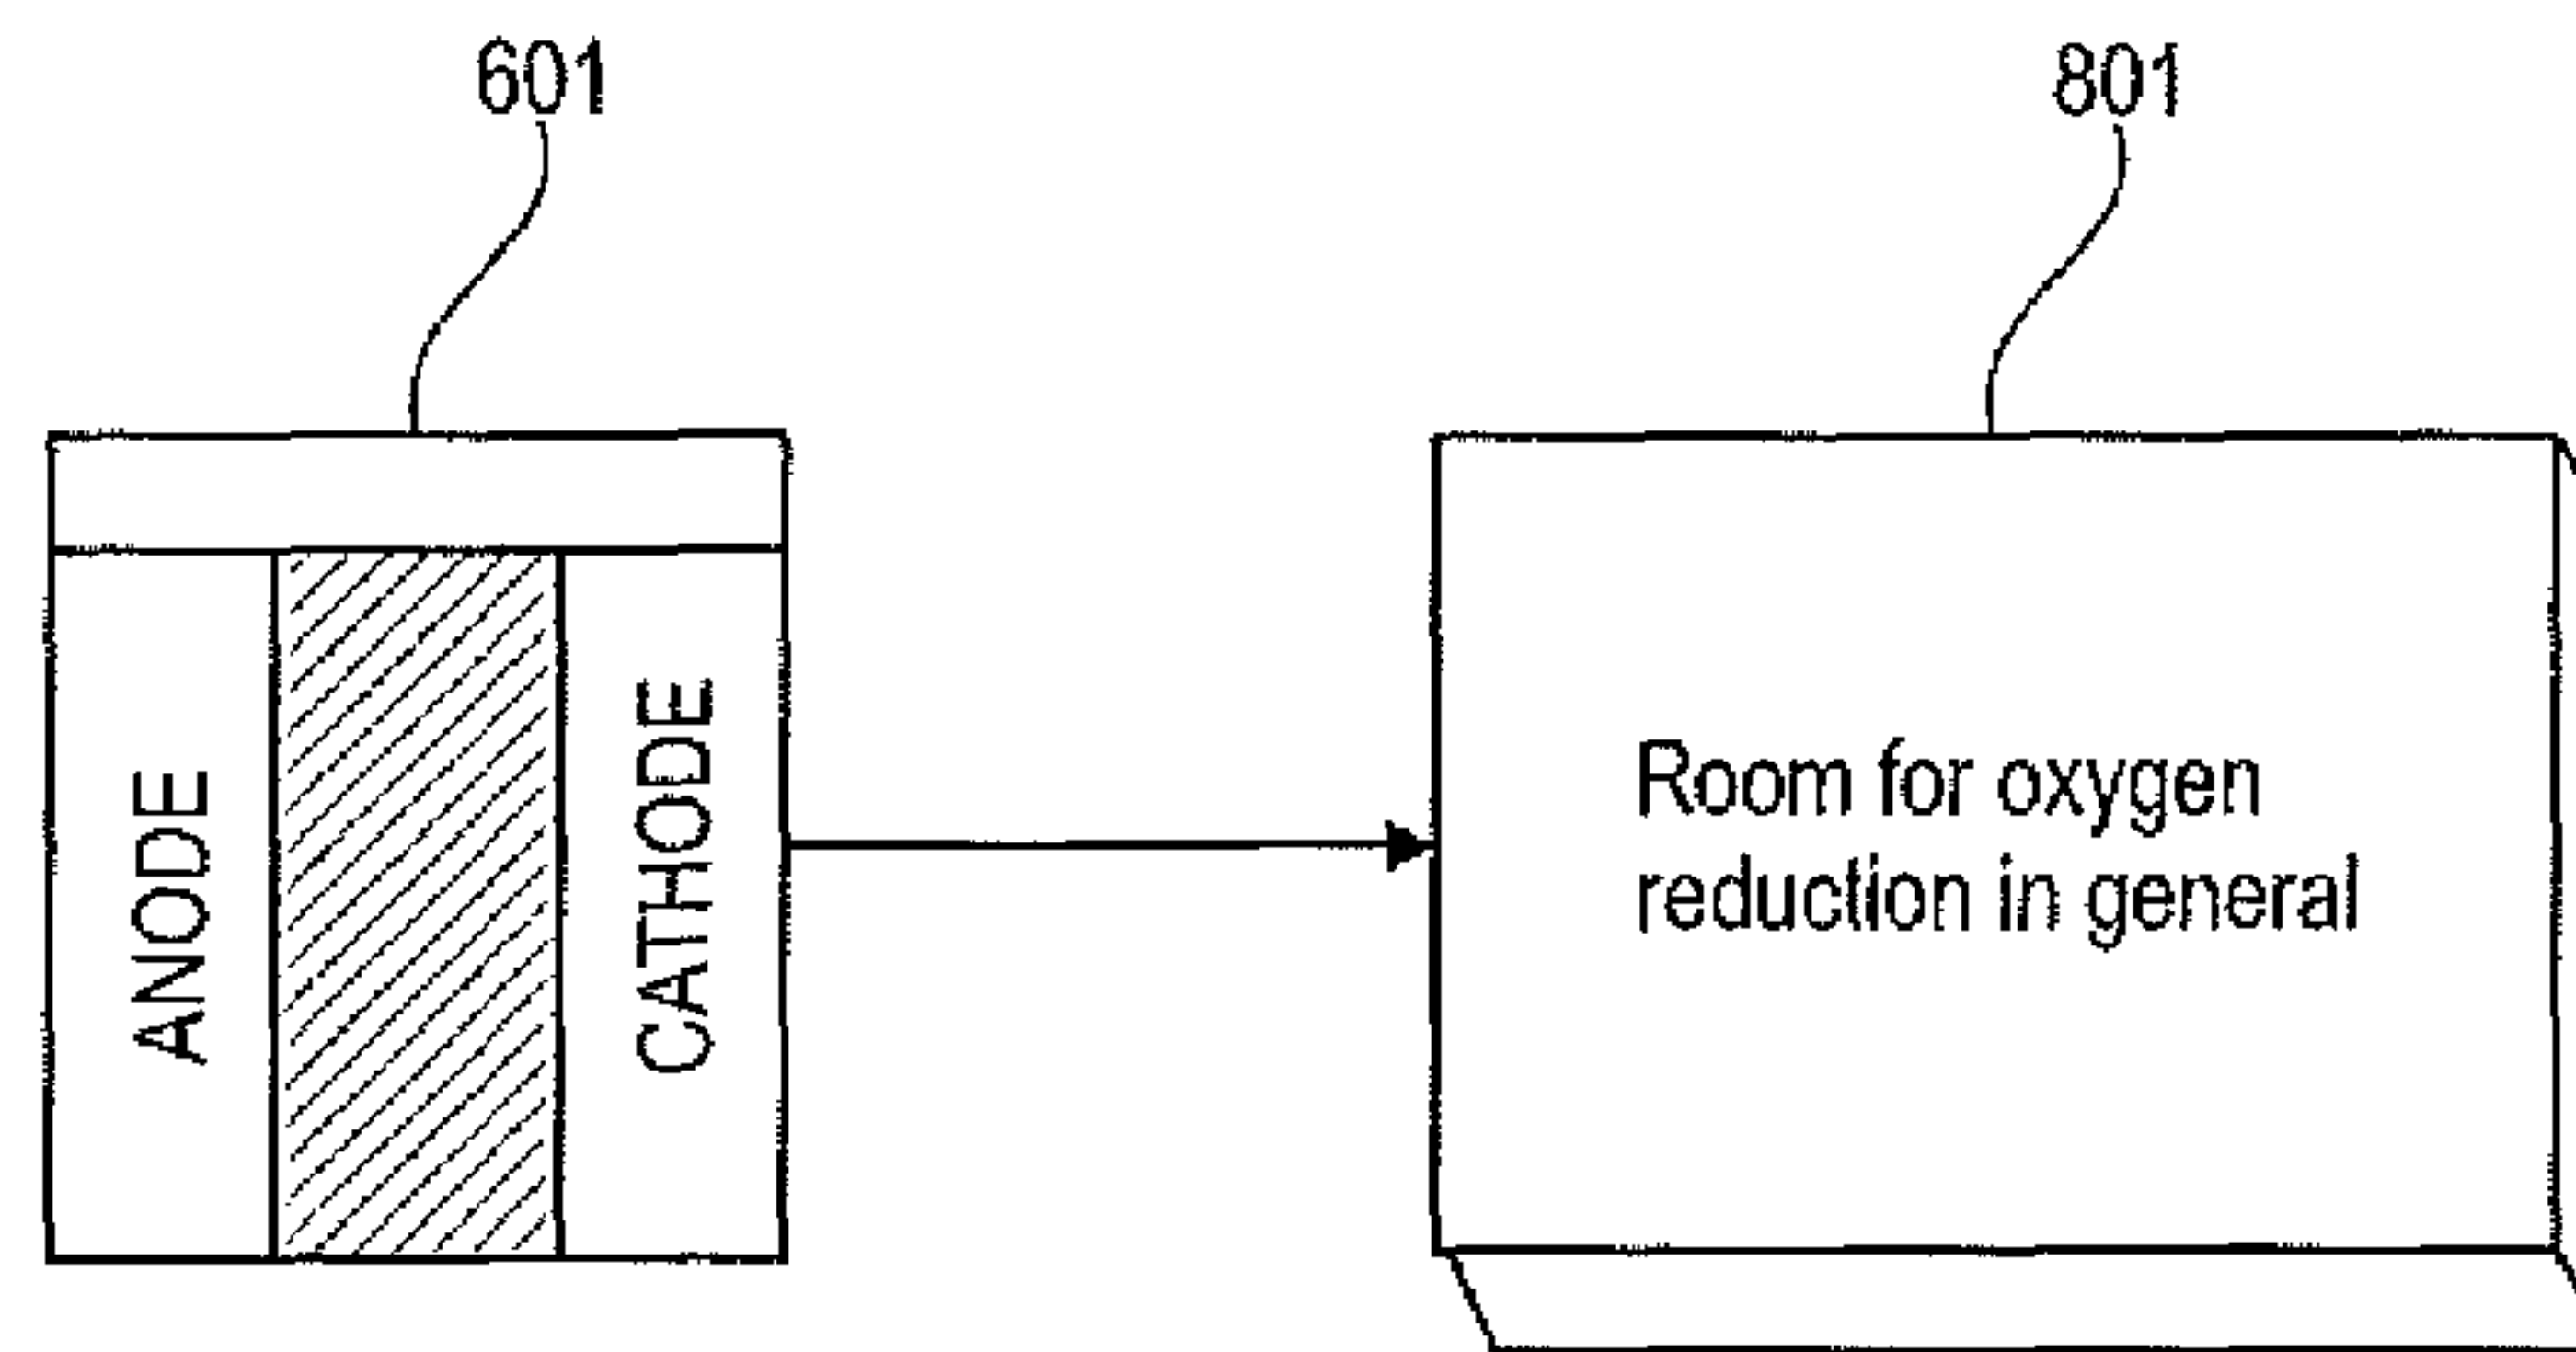 601
801
ANODE
CATHODE
Room for oxygen
reduction in general